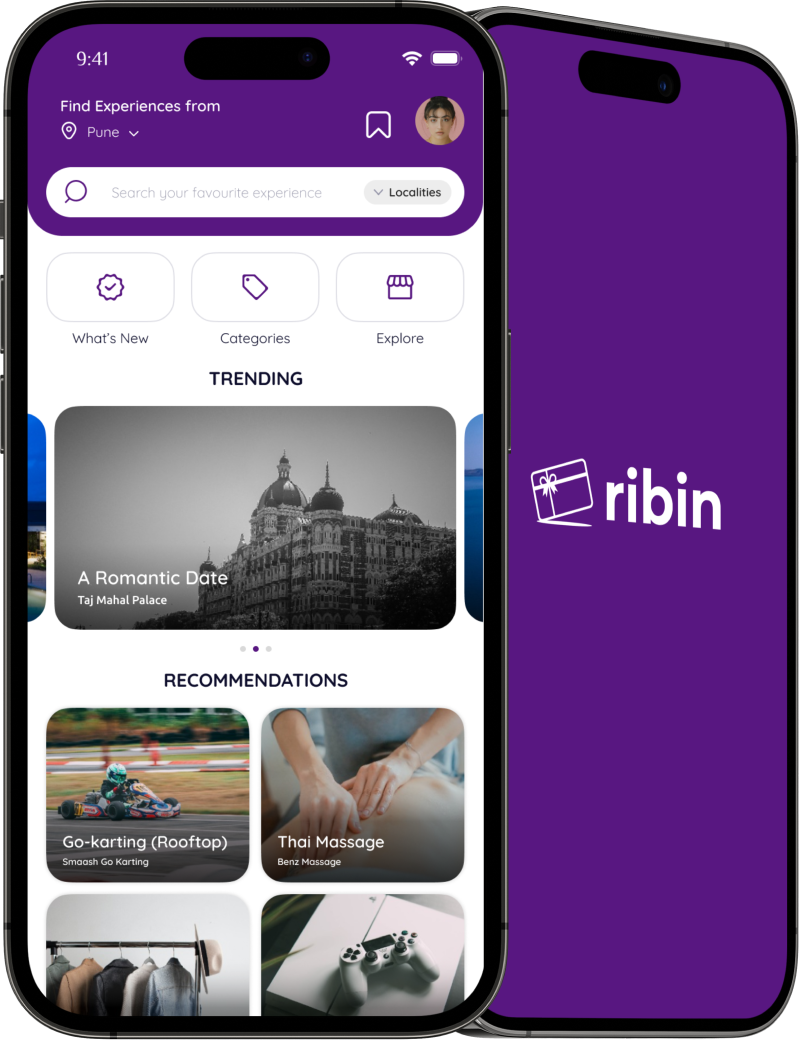 9:41
Find Experiences from
Pune
Search your favourite experience
Localities
What's New
Categories
Explore
TRENDING
A Romantic Date
Taj Mahal Palace
RECOMMENDATIONS
Go-karting (Rooftop)
Smaash Go Karting
Thai Massage
Benz Massage
ribin